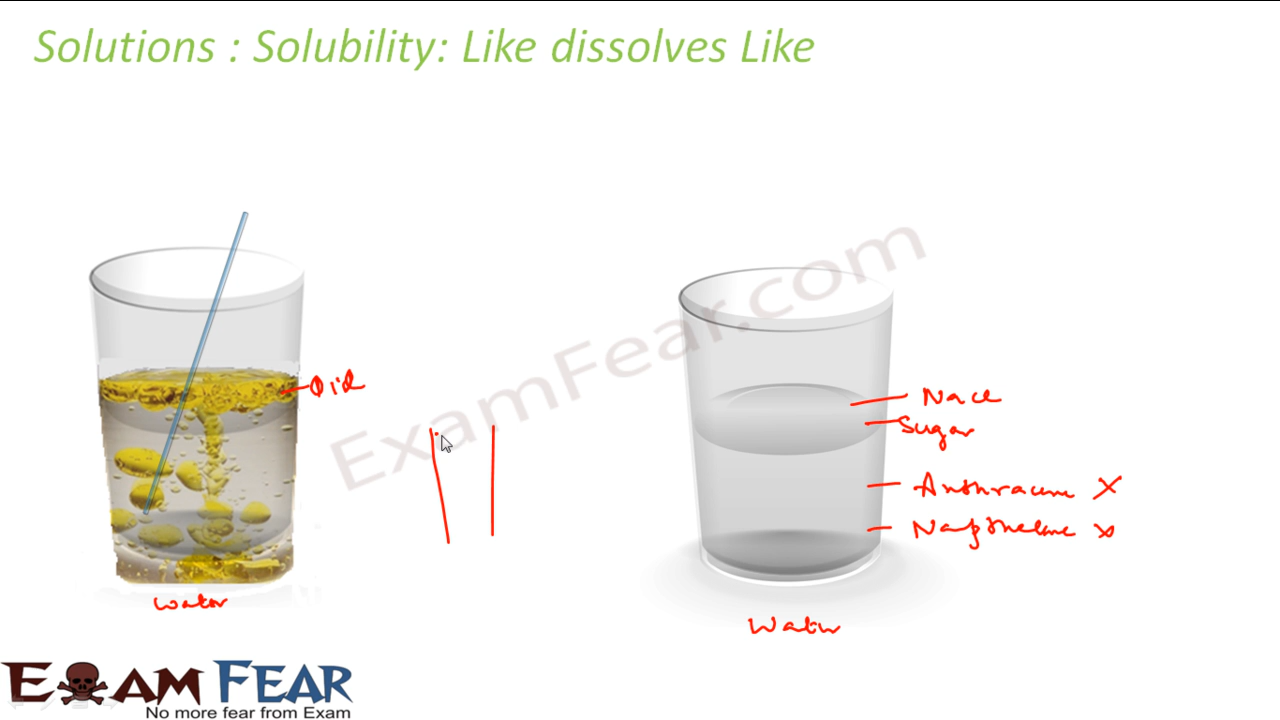 Solutions : Solubility: Like dissolves Like
ExamFear.com
Oil
Nacl
Sugar
Anthracene X
Napthelene x
Water
Water
EXAM FEAR
No more fear from Exam